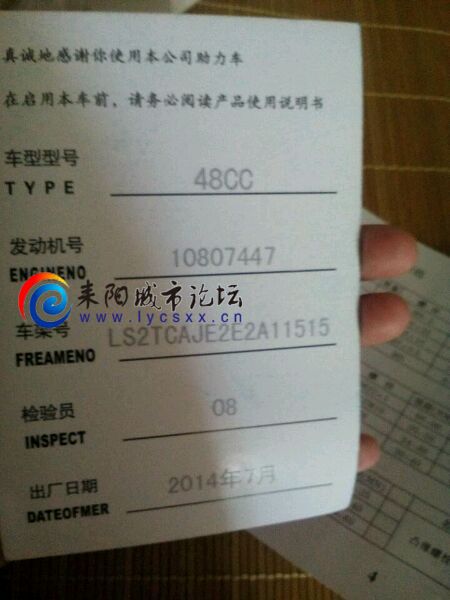 真诚地感谢你使用本公司助力车
在启用本车前，请务必阅读产品使用说明书
车型型号
TYPE
48CC
发动机号
ENGINENO
10807447
耒阳城市论坛
www.lycsxx.cn
车架号
FREAMENO
LS2TCAJE2E2A11515
检验员
INSPECT
08
出厂日期
DATEOFMER
2014年7月
4